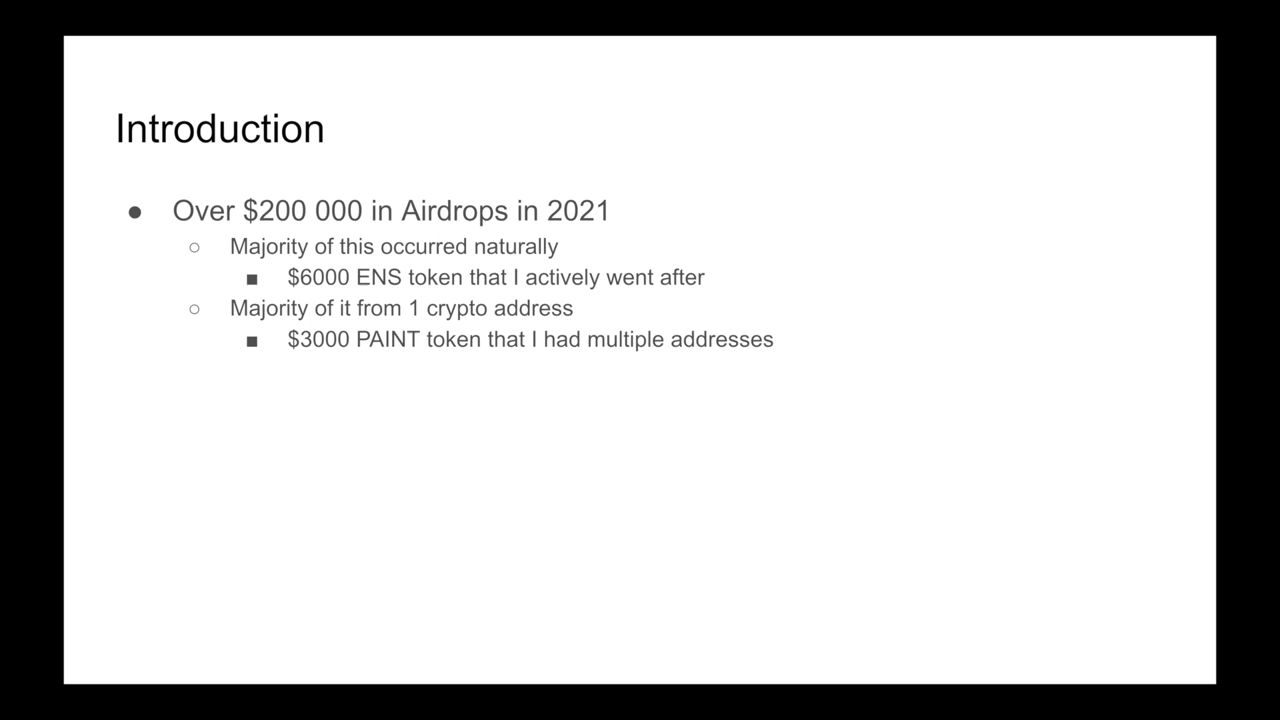 Introduction
● Over $200 000 in Airdrops in 2021
○ Majority of this occurred naturally
■ $6000 ENS token that I actively went after
○ Majority of it from 1 crypto address
■ $3000 PAINT token that I had multiple addresses